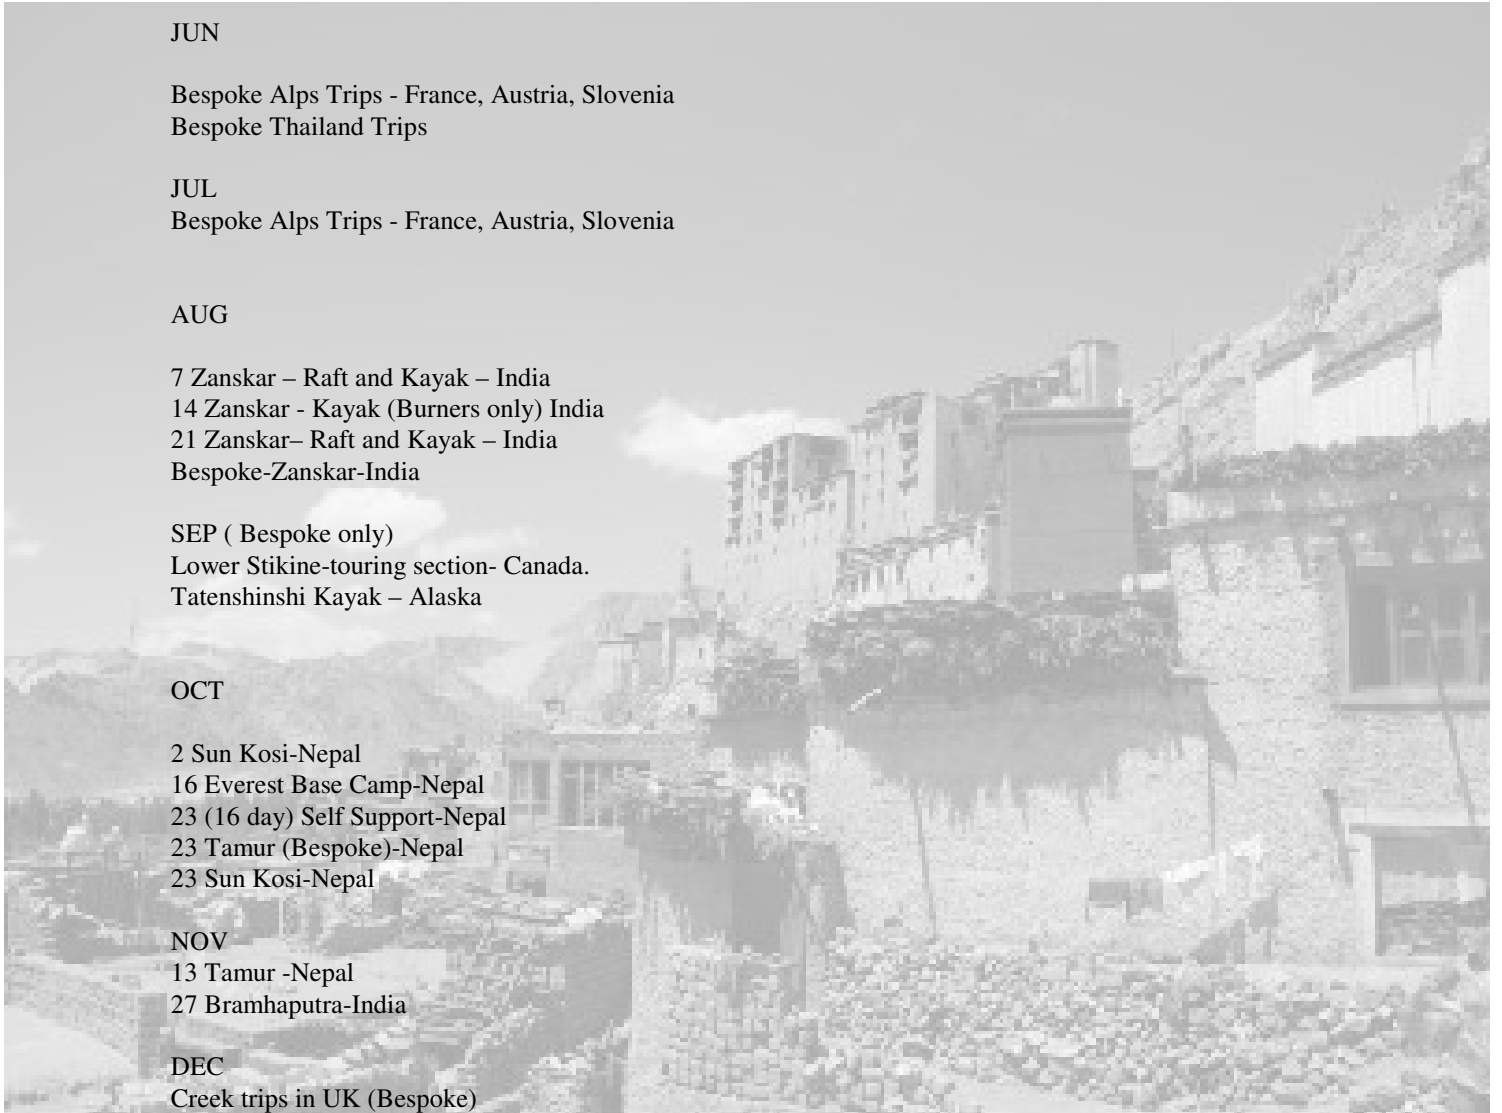 JUN
Bespoke Alps Trips - France, Austria, Slovenia
Bespoke Thailand Trips
JUL
Bespoke Alps Trips - France, Austria, Slovenia
AUG
7 Zanskar – Raft and Kayak – India
14 Zanskar - Kayak (Burners only) India
21 Zanskar– Raft and Kayak – India
Bespoke-Zanskar-India
SEP ( Bespoke only)
Lower Stikine-touring section- Canada.
Tatenshinshi Kayak – Alaska
OCT
2 Sun Kosi-Nepal
16 Everest Base Camp-Nepal
23 (16 day) Self Support-Nepal
23 Tamur (Bespoke)-Nepal
23 Sun Kosi-Nepal
NOV
13 Tamur -Nepal
27 Bramhaputra-India
DEC
Creek trips in UK (Bespoke)